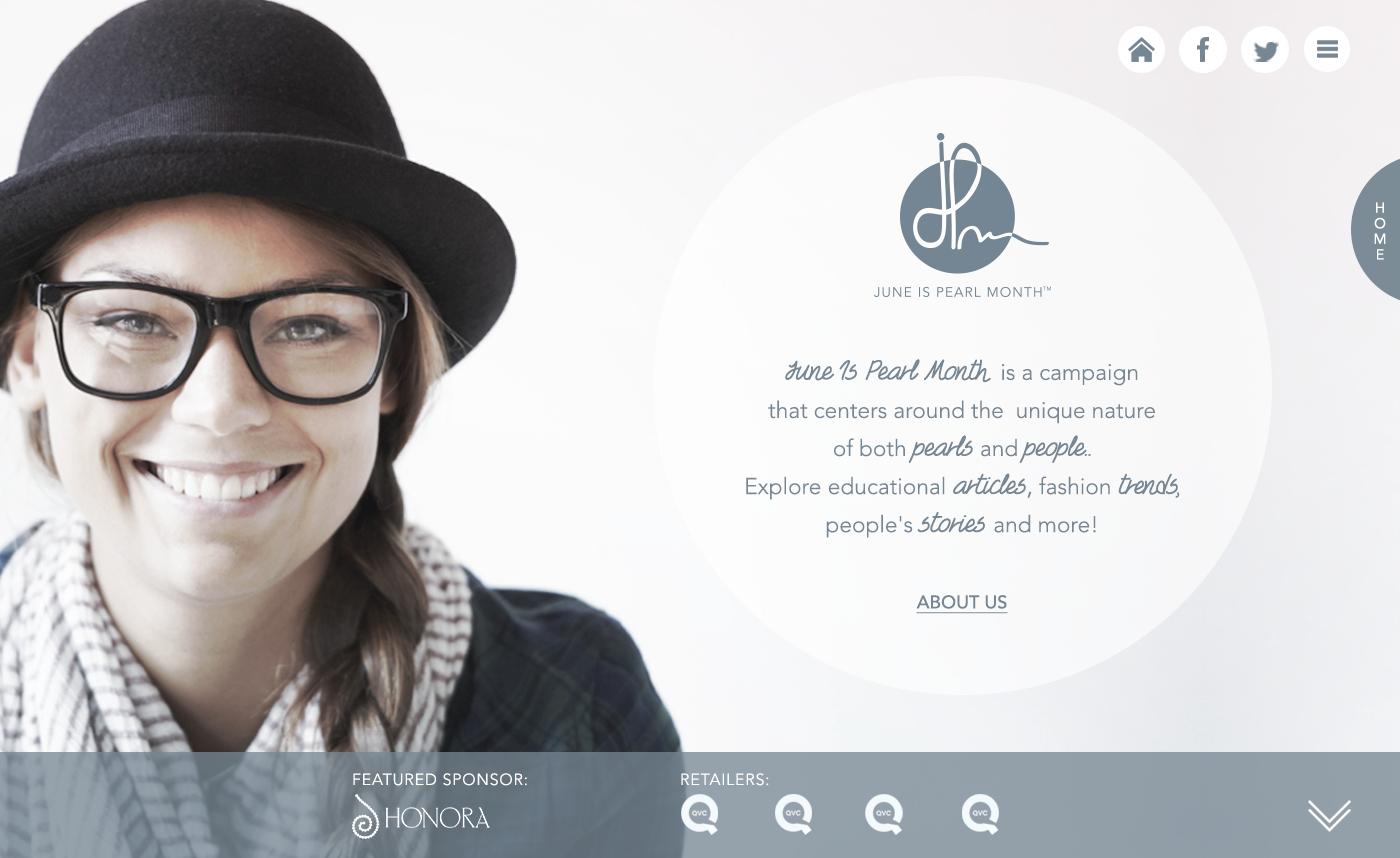 HOME
jpm
JUNE IS PEARL MONTH™
June Is Pearl Month is a campaign
that centers around the unique nature
of both pearls and people..
Explore educational articles, fashion trends,
people's stories and more!
ABOUT US
FEATURED SPONSOR:
HONORA
RETAILERS:
QVC QVC QVC QVC